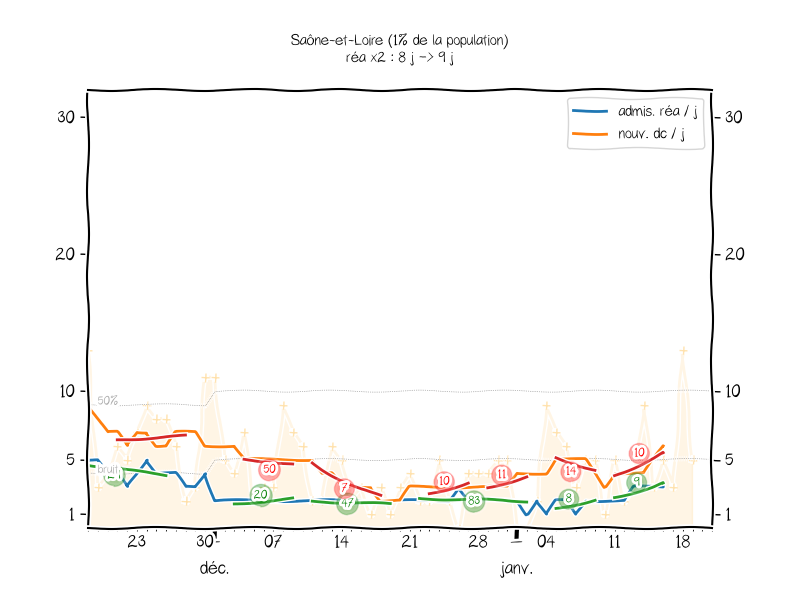 Saône-et-Loire (1% de la population)
réa x2 : 8 j -> 9 j
admis. réa / j
nouv. dc / j
30 30
20 20
10 10
5 5
1 1
50%
bruit
50
20
7
47
10
83
11
14
8
10
9
23 30 07 14 21 28 04 11 18
déc. janv.